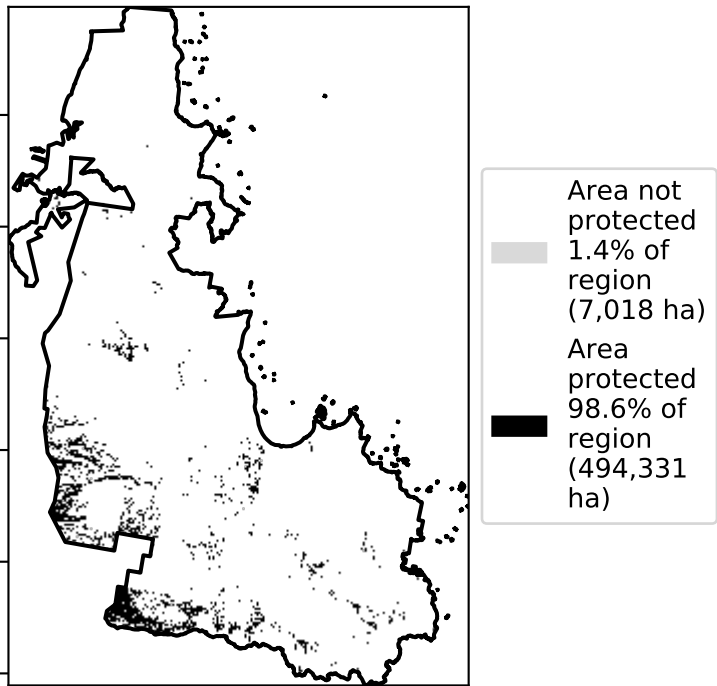 Area not
protected
1.4% of
region
(7,018 ha)
Area
protected
98.6% of
region
(494,331
ha)